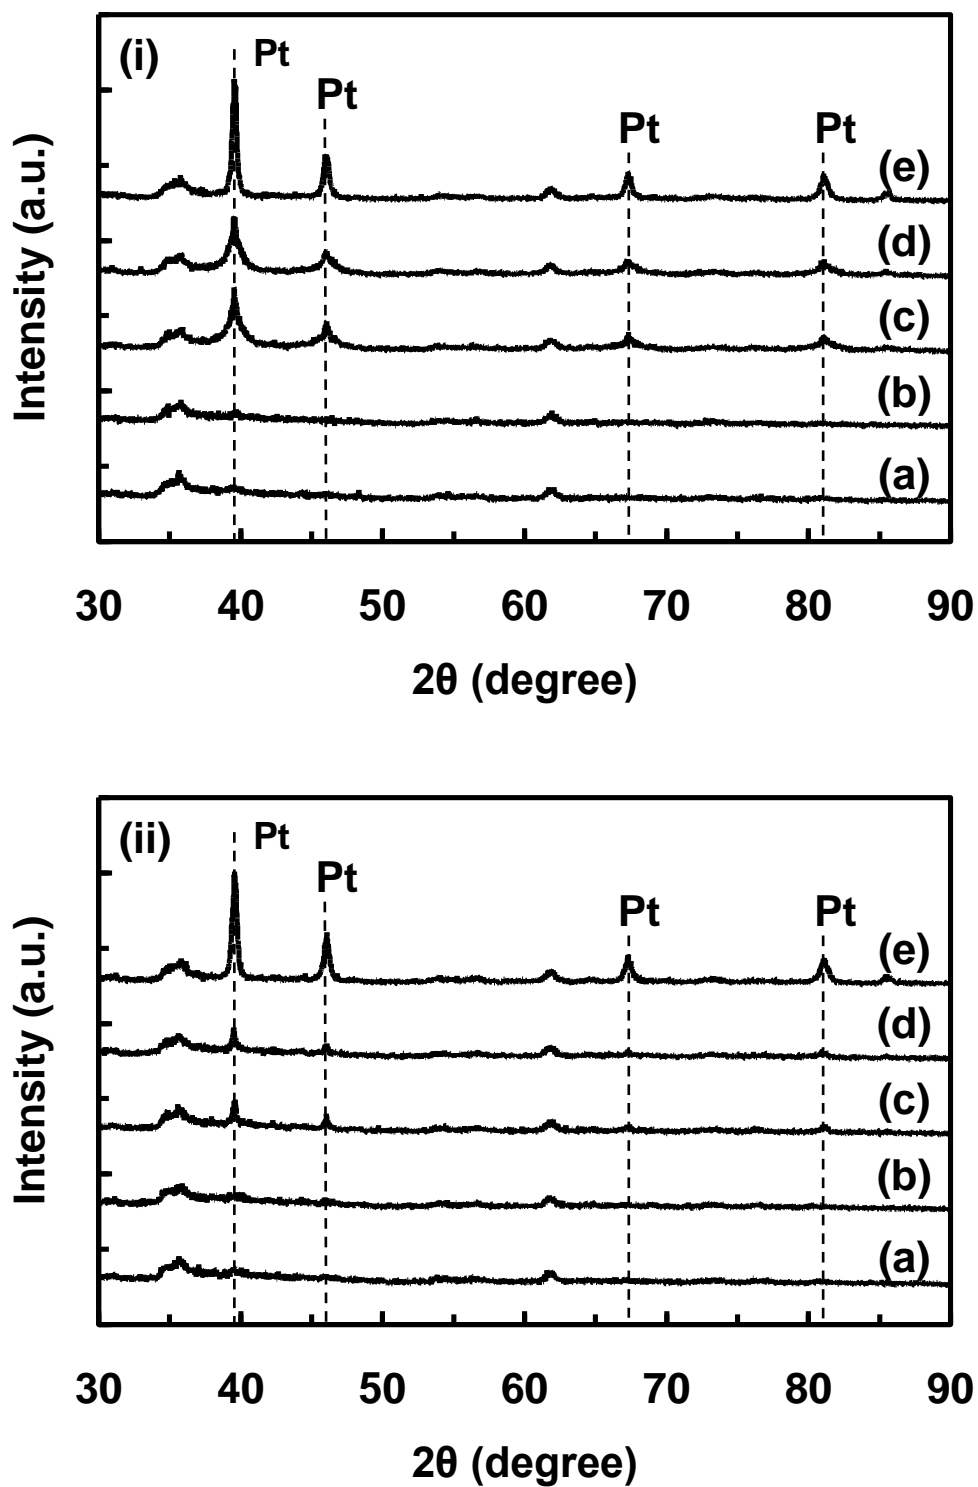 (i)
Pt
Pt
Pt
Pt
(e)
(d)
(c)
(b)
(a)
Intensity (a.u.)
30 40 50 60 70 80 90
2θ (degree)
(ii)
Pt
Pt
Pt
Pt
(e)
(d)
(c)
(b)
(a)
Intensity (a.u.)
30 40 50 60 70 80 90
2θ (degree)